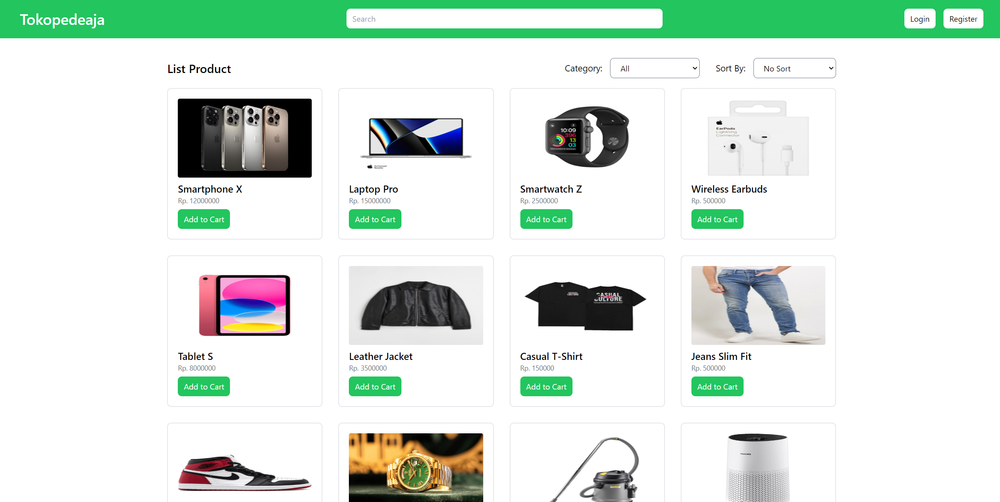 Tokopedeaja
Search
Login
Register
List Product
Category:
All
Sort By:
No Sort
10:09
396
13
03
EarPods
Lightning
Connector
Smartphone X
Laptop Pro
Smartwatch Z
Wireless Earbuds
Rp. 12000000
Rp. 15000000
Rp. 2500000
Rp. 500000
Add to Cart
Add to Cart
Add to Cart
Add to Cart
CASUAL
CULTURE
CASUAL
CULTURE
Tablet S
Leather Jacket
Casual T-Shirt
Jeans Slim Fit
Rp. 8000000
Rp. 3500000
Rp. 150000
Rp. 500000
Add to Cart
Add to Cart
Add to Cart
Add to Cart
PHILIPS